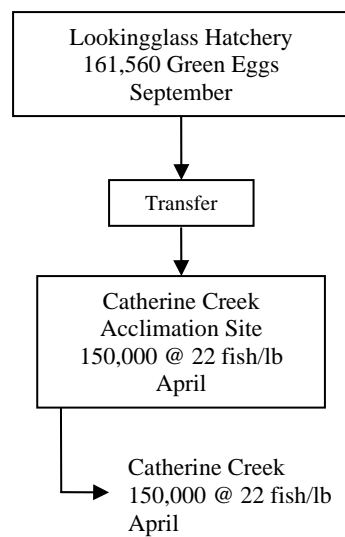 Lookingglass Hatchery
161,560 Green Eggs
September
Transfer
Catherine Creek
Acclimation Site
150,000 @ 22 fish/lb
April
Catherine Creek
150,000 @ 22 fish/lb
April